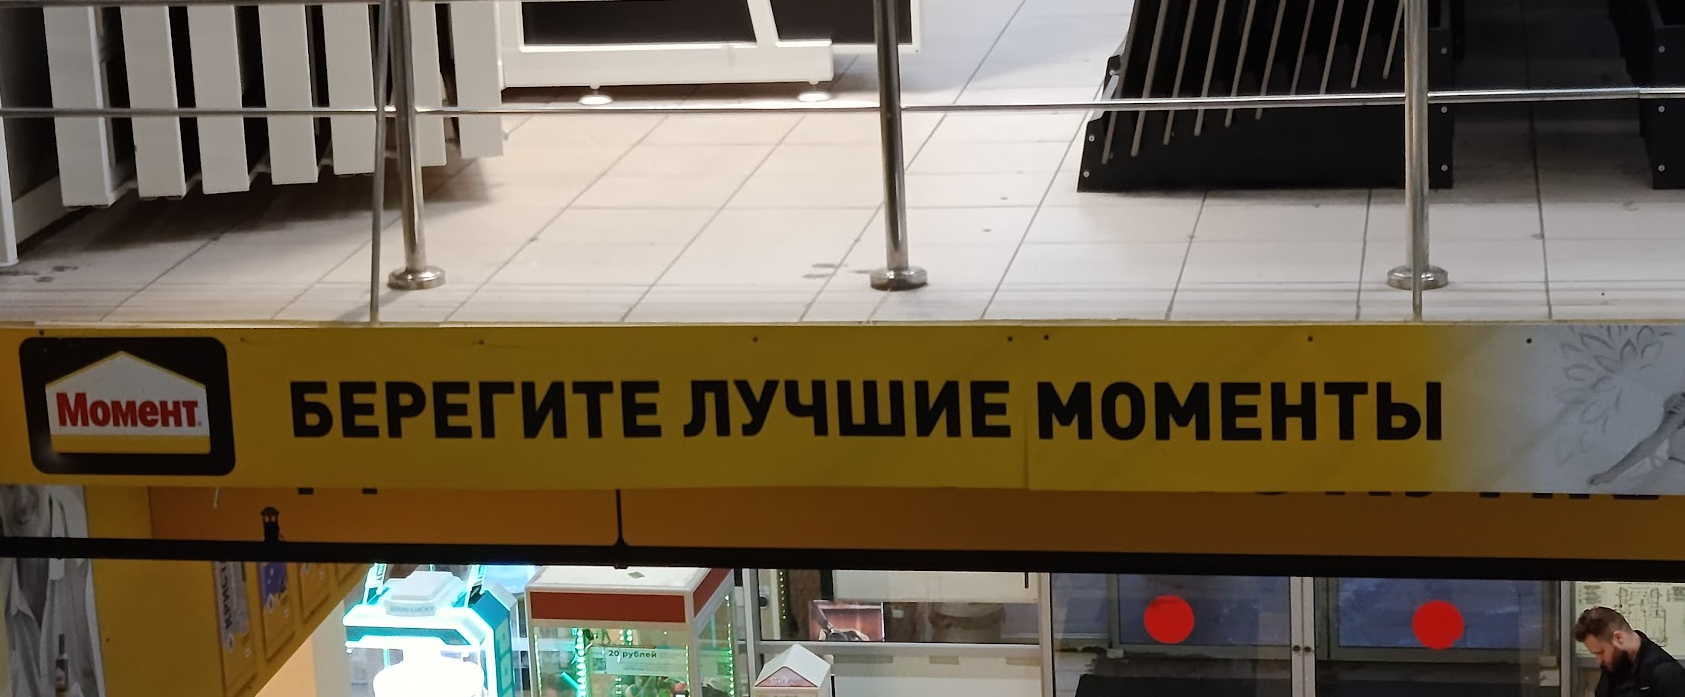 Момент
БЕРЕГИТЕ ЛУЧШИЕ МОМЕНТЫ
20 рублей